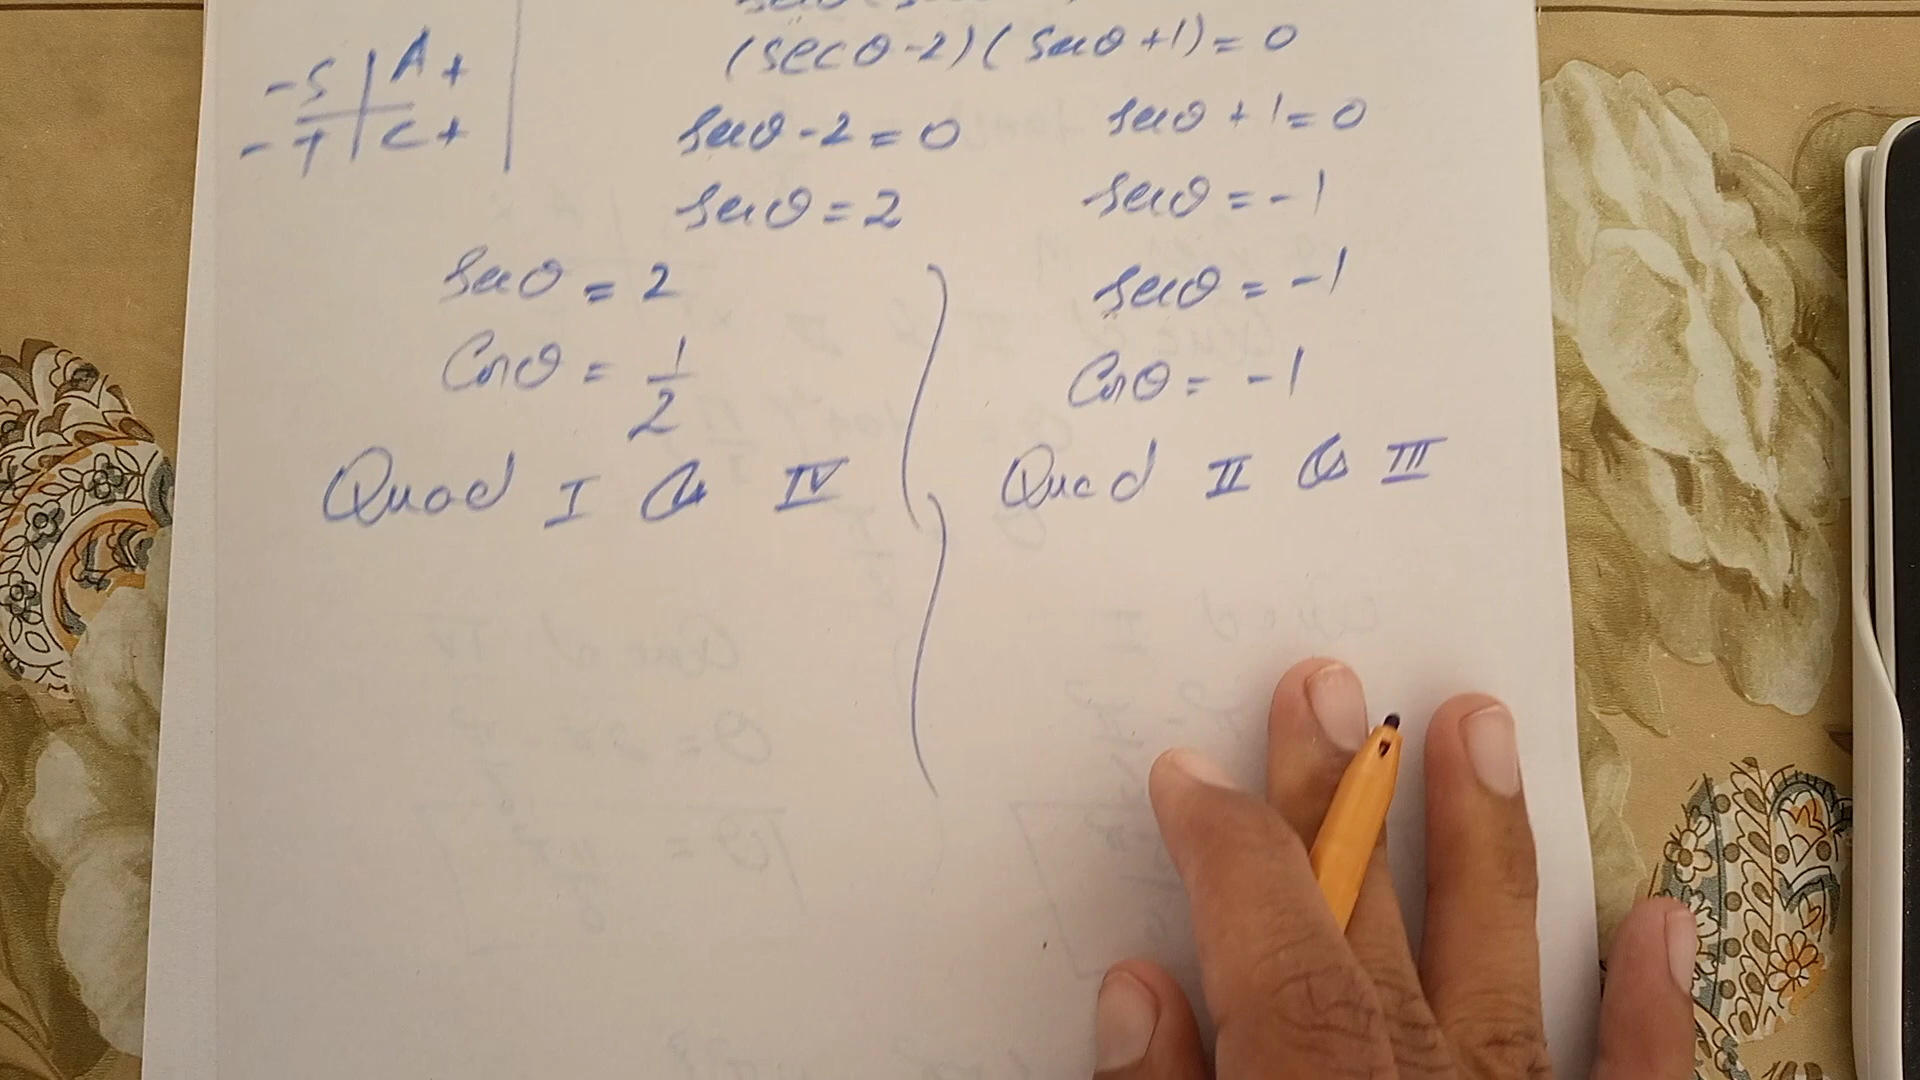 (secθ-2)(secθ+1)=0
-S | A+
-T | C+
secθ-2=0
secθ+1=0
secθ=2
secθ=-1
secθ=2
secθ=-1
Cosθ=1/2
Cosθ=-1
Quad I & IV
Quad II & III